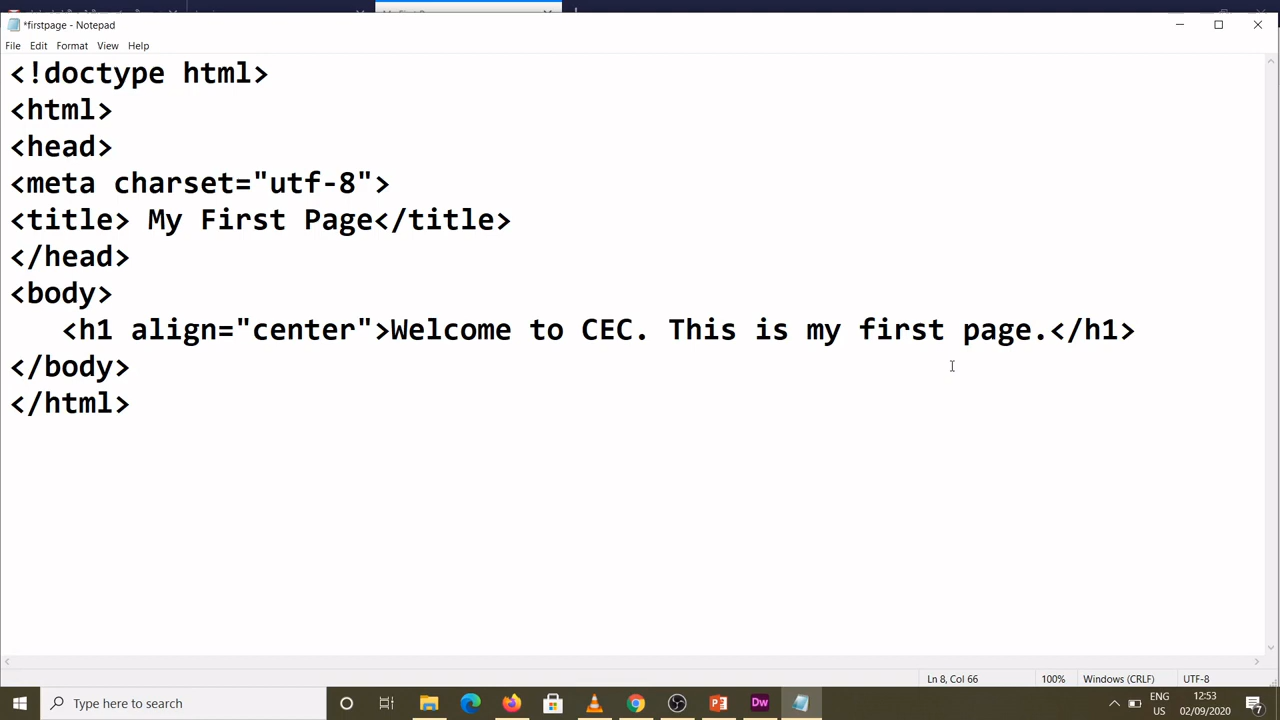 *firstpage - Notepad
File Edit Format View Help
<!doctype html>
<html>
<head>
<meta charset="utf-8">
<title> My First Page</title>
</head>
<body>
   <h1 align="center">Welcome to CEC. This is my first page.</h1>
</body>
</html>
Ln 8, Col 66 100% Windows (CRLF) UTF-8
Type here to search
Dw
ENG
US
12:53
02/09/2020
7